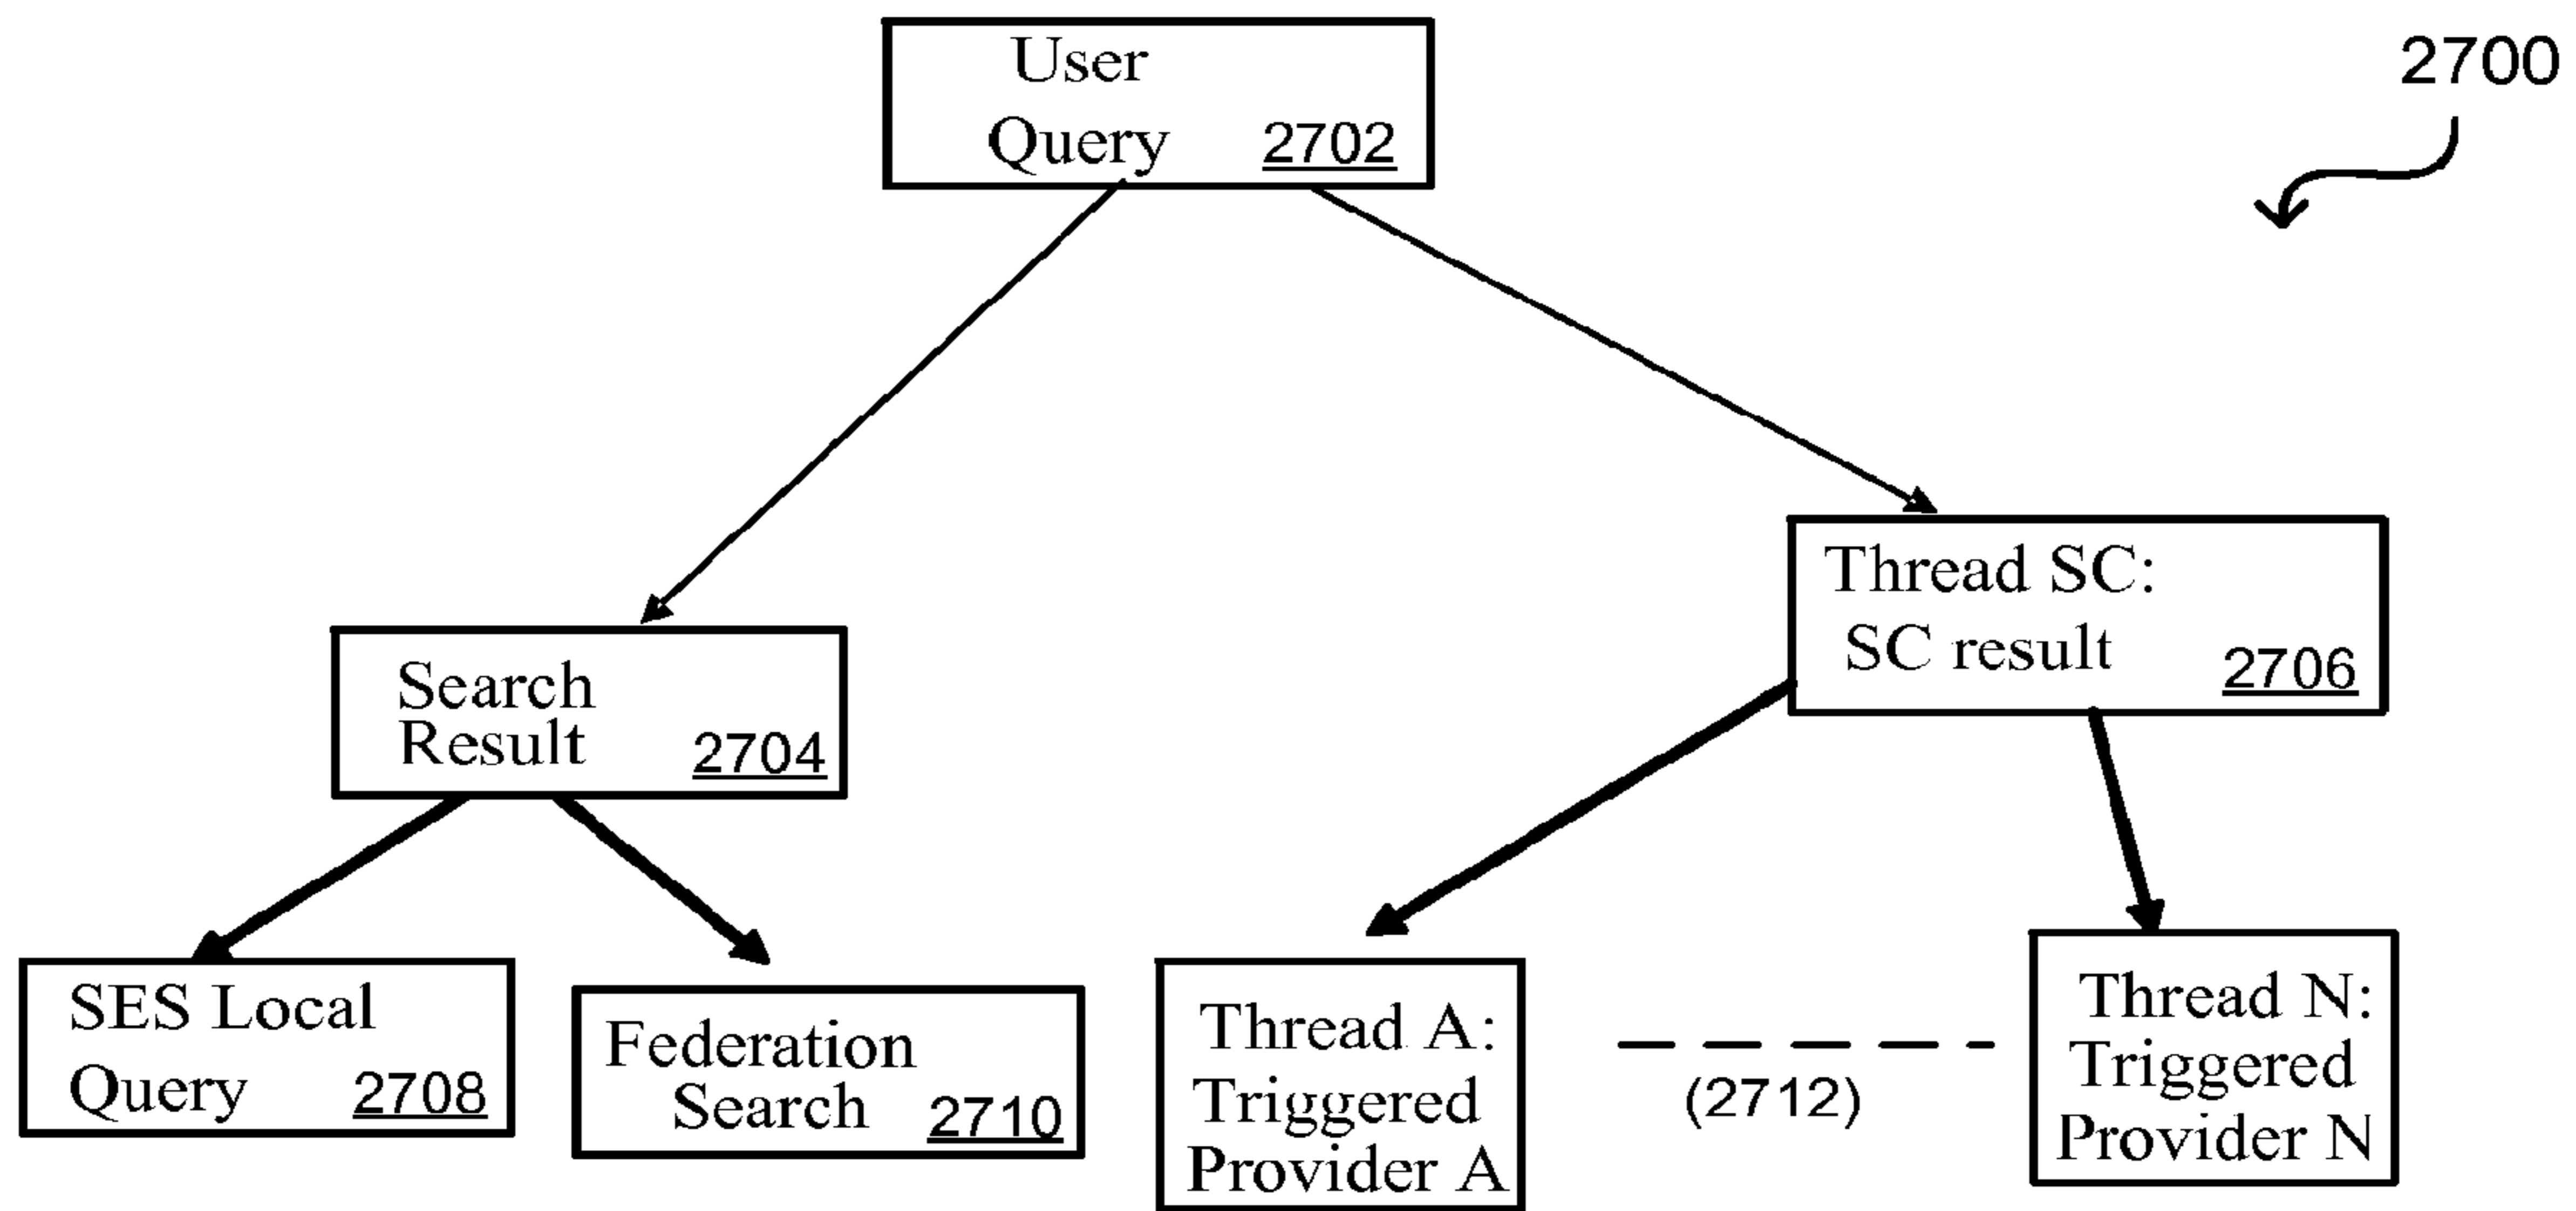 User
Query 2702
2700
Thread SC:
SC result 2706
Search
Result 2704
SES Local
Query 2708
Federation
Search 2710
Thread A:
Triggered
Provider A
(2712)
Thread N:
Triggered
Provider N